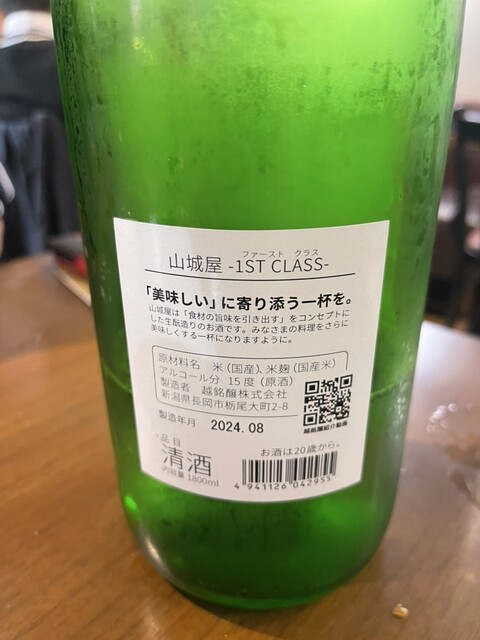 ファースト クラス
山城屋 -1ST CLASS-
「美味しい」に寄り添う一杯を。
山城屋は「食材の旨味を引き出す」をコンセプトに
した生酛造りのお酒です。みなさまの料理をさらに
美味しくする一杯になりますように。
原材料名 米(国産)、米麹(国産米)
アルコール分 15度(原酒)
製造者 越銘醸株式会社
新潟県長岡市栃尾大町2-8
越銘醸紹介動画
製造年月 2024.08
品目
清酒
内容量 1800ml
お酒は20歳から。
4 941126 042955